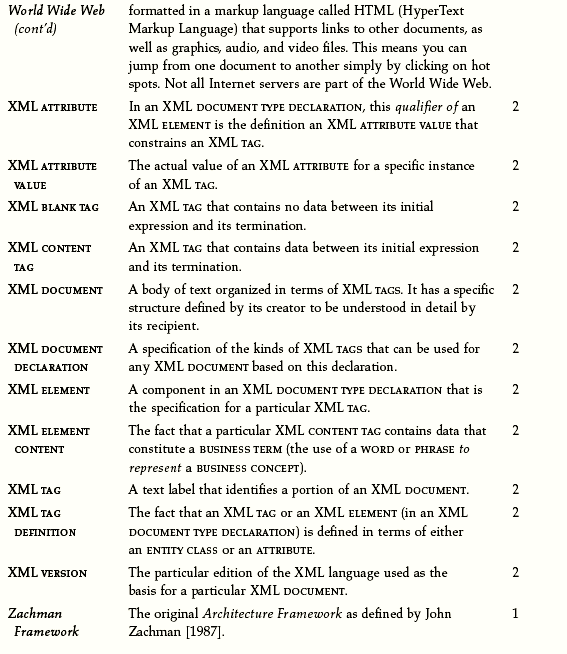 World Wide Web formatted in a markup language called HTML (HyperText
(cont'd) Markup Language) that supports links to other documents, as
well as graphics, audio, and video files. This means you can
jump from one document to another simply by clicking on hot
spots. Not all Internet servers are part of the World Wide Web.
XML ATTRIBUTE In an XML DOCUMENT TYPE DECLARATION, this qualifier of an 2
XML ELEMENT is the definition an XML ATTRIBUTE VALUE that
constrains an XML TAG.
XML ATTRIBUTE The actual value of an XML ATTRIBUTE for a specific instance 2
VALUE of an XML TAG.
XML BLANK TAG An XML TAG that contains no data between its initial 2
expression and its termination.
XML CONTENT An XML TAG that contains data between its initial expression 2
TAG and its termination.
XML DOCUMENT A body of text organized in terms of XML TAGS. It has a specific 2
structure defined by its creator to be understood in detail by
its recipient.
XML DOCUMENT A specification of the kinds of XML TAGS that can be used for 2
DECLARATION any XML DOCUMENT based on this declaration.
XML ELEMENT A component in an XML DOCUMENT TYPE DECLARATION that is 2
the specification for a particular XML TAG.
XML ELEMENT The fact that a particular XML CONTENT TAG contains data that 2
CONTENT constitute a BUSINESS TERM (the use of a WORD or PHRASE to
represent a BUSINESS CONCEPT).
XML TAG A text label that identifies a portion of an XML DOCUMENT. 2
XML TAG The fact that an XML TAG or an XML ELEMENT (in an XML 2
DEFINITION DOCUMENT TYPE DECLARATION) is defined in terms of either
an ENTITY CLASS or an ATTRIBUTE.
XML VERSION The particular edition of the XML language used as the 2
basis for a particular XML DOCUMENT.
Zachman The original Architecture Framework as defined by John 1
Framework Zachman [1987].